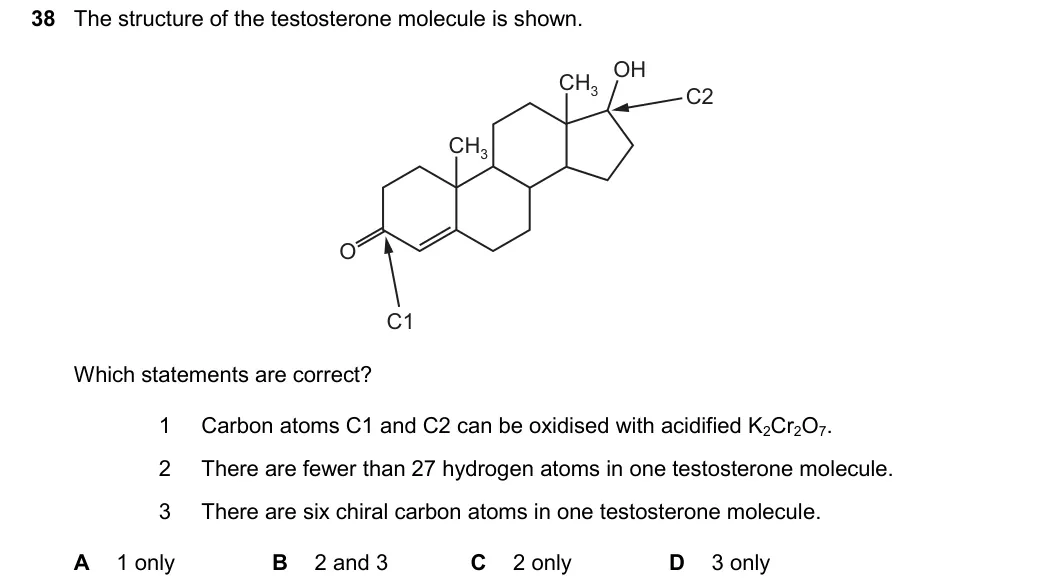 38 The structure of the testosterone molecule is shown.
OH
CH₃
C2
CH₃
O
C1
Which statements are correct?
1 Carbon atoms C1 and C2 can be oxidised with acidified K₂Cr₂O₇.
2 There are fewer than 27 hydrogen atoms in one testosterone molecule.
3 There are six chiral carbon atoms in one testosterone molecule.
A 1 only B 2 and 3 C 2 only D 3 only